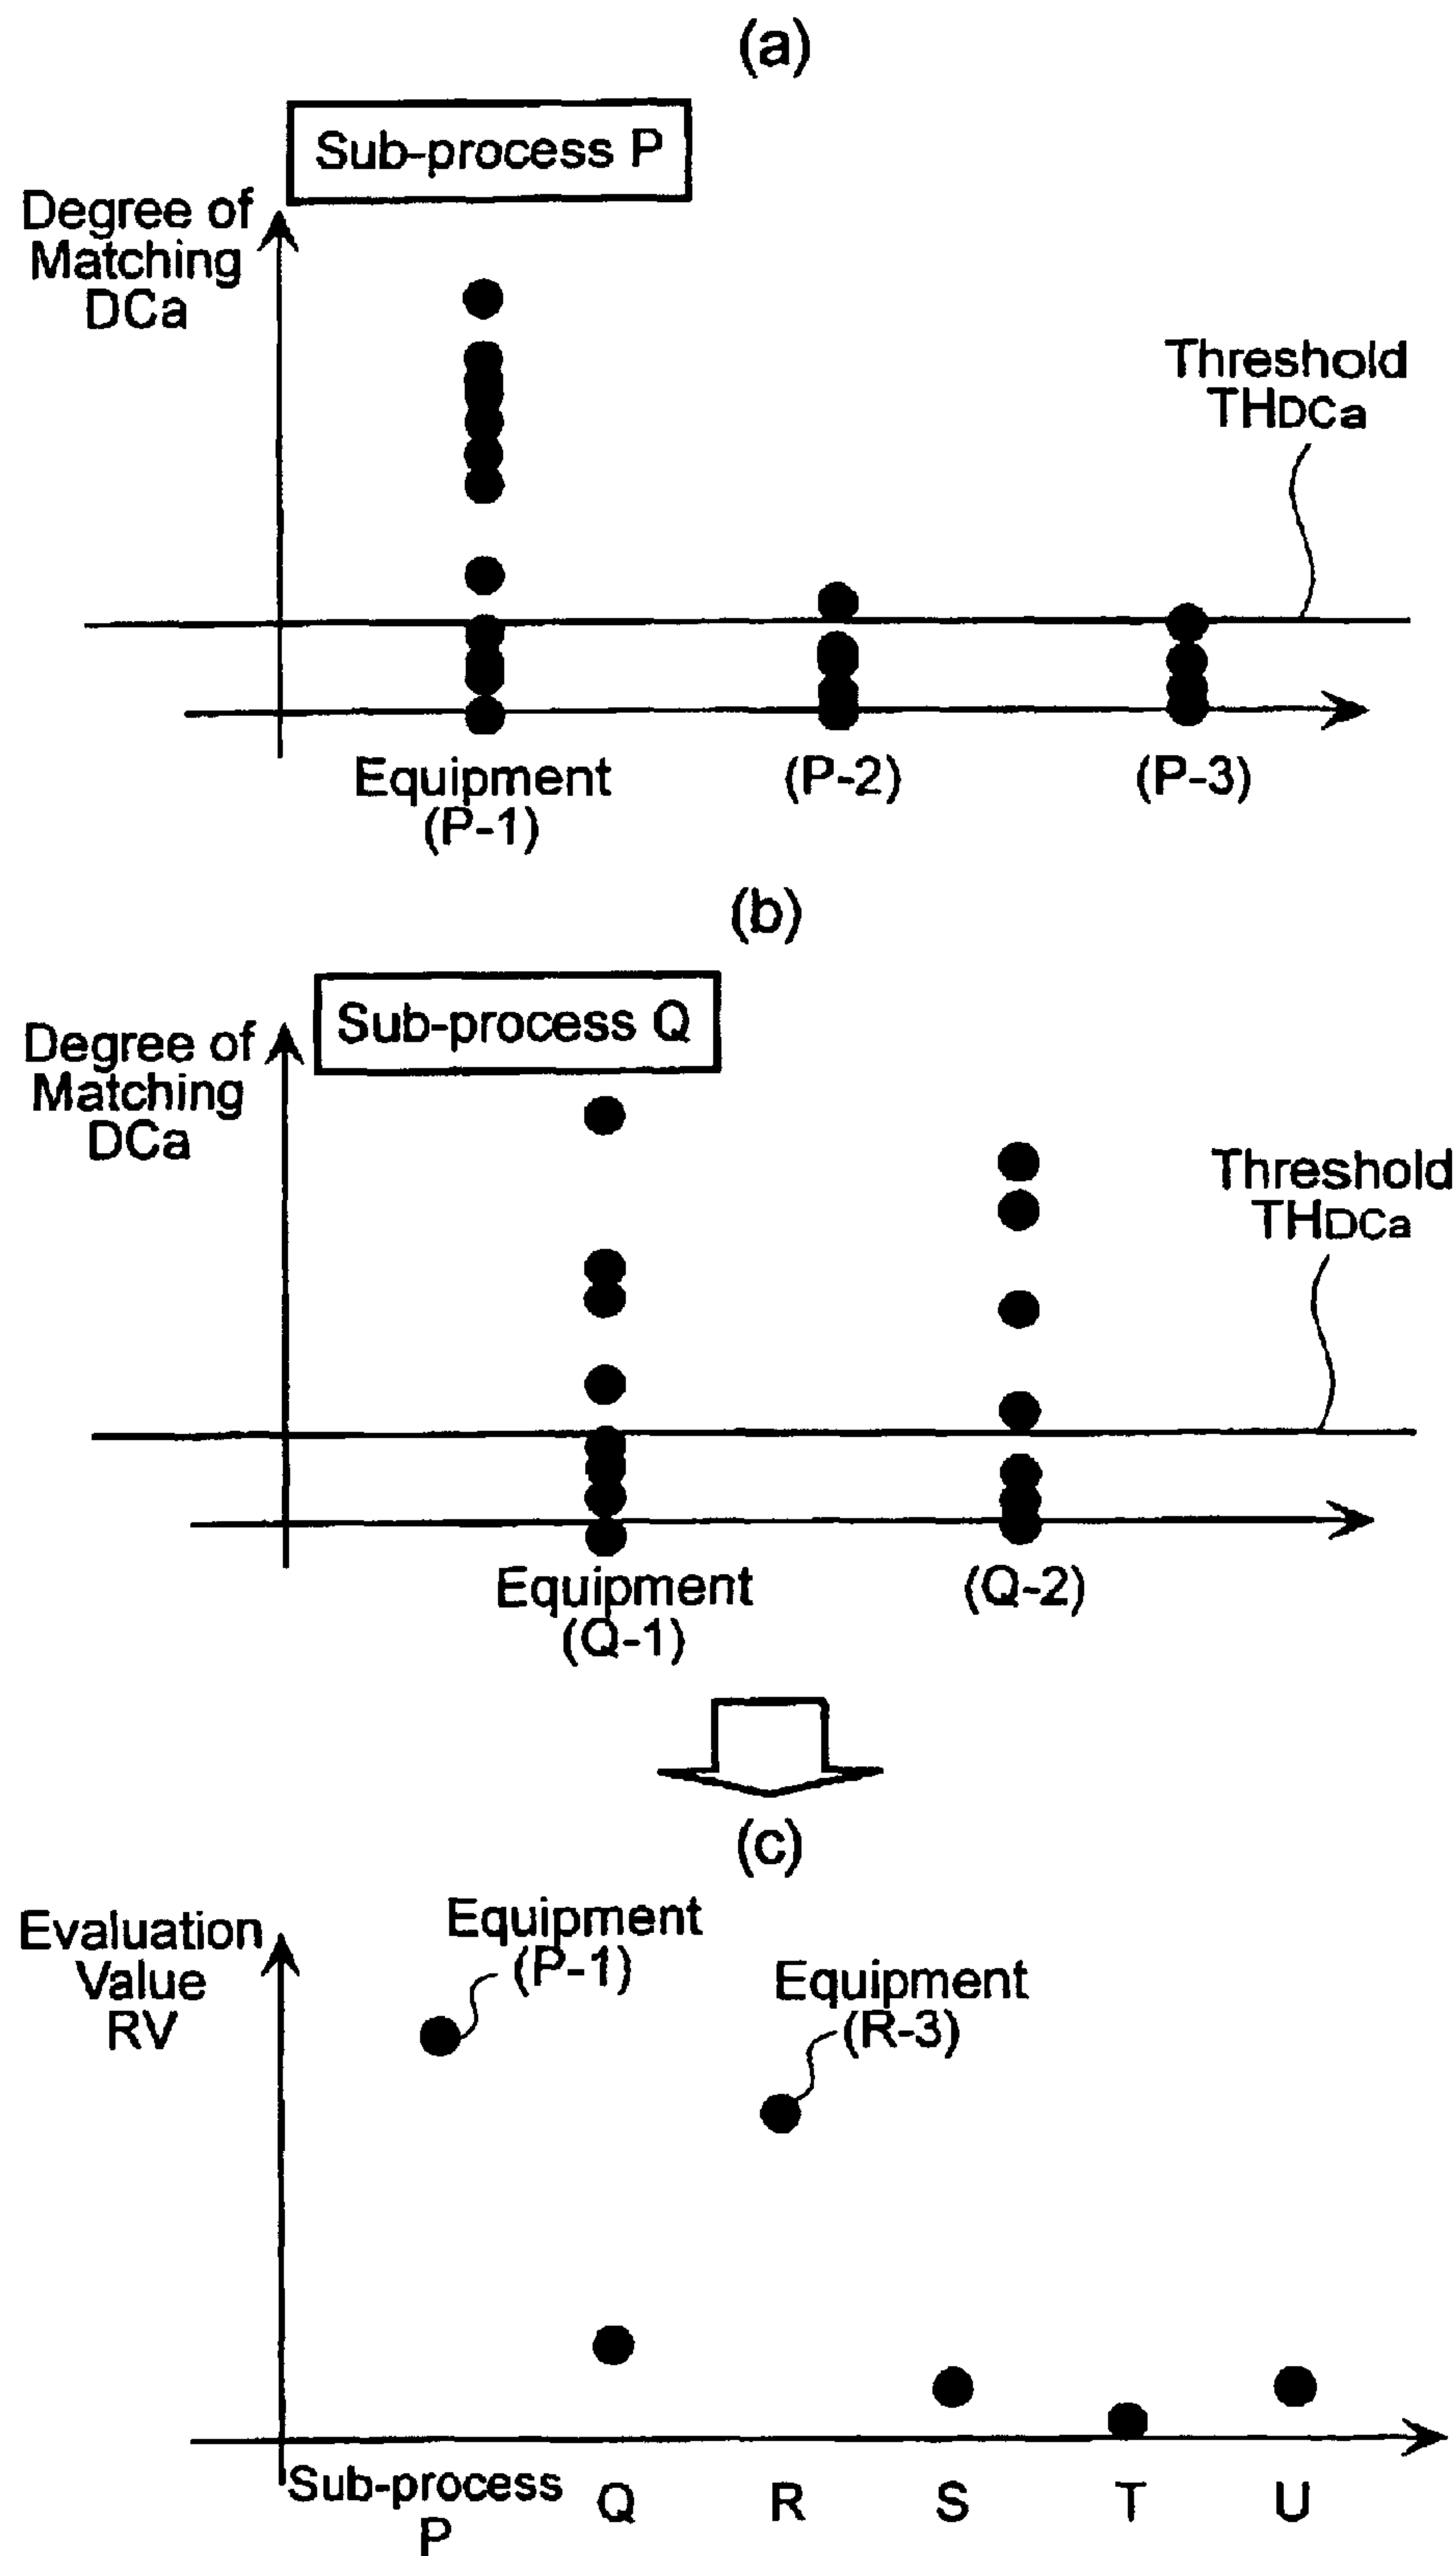 (a)
Sub-process P
Degree of
Matching
DCa
Threshold
THDCa
Equipment
(P-1)
(P-2)
(P-3)
(b)
Sub-process Q
Degree of
Matching
DCa
Threshold
THDCa
Equipment
(Q-1)
(Q-2)
(c)
Evaluation
Value
RV
Equipment
(P-1)
Equipment
(R-3)
Sub-process
P
Q
R
S
T
U